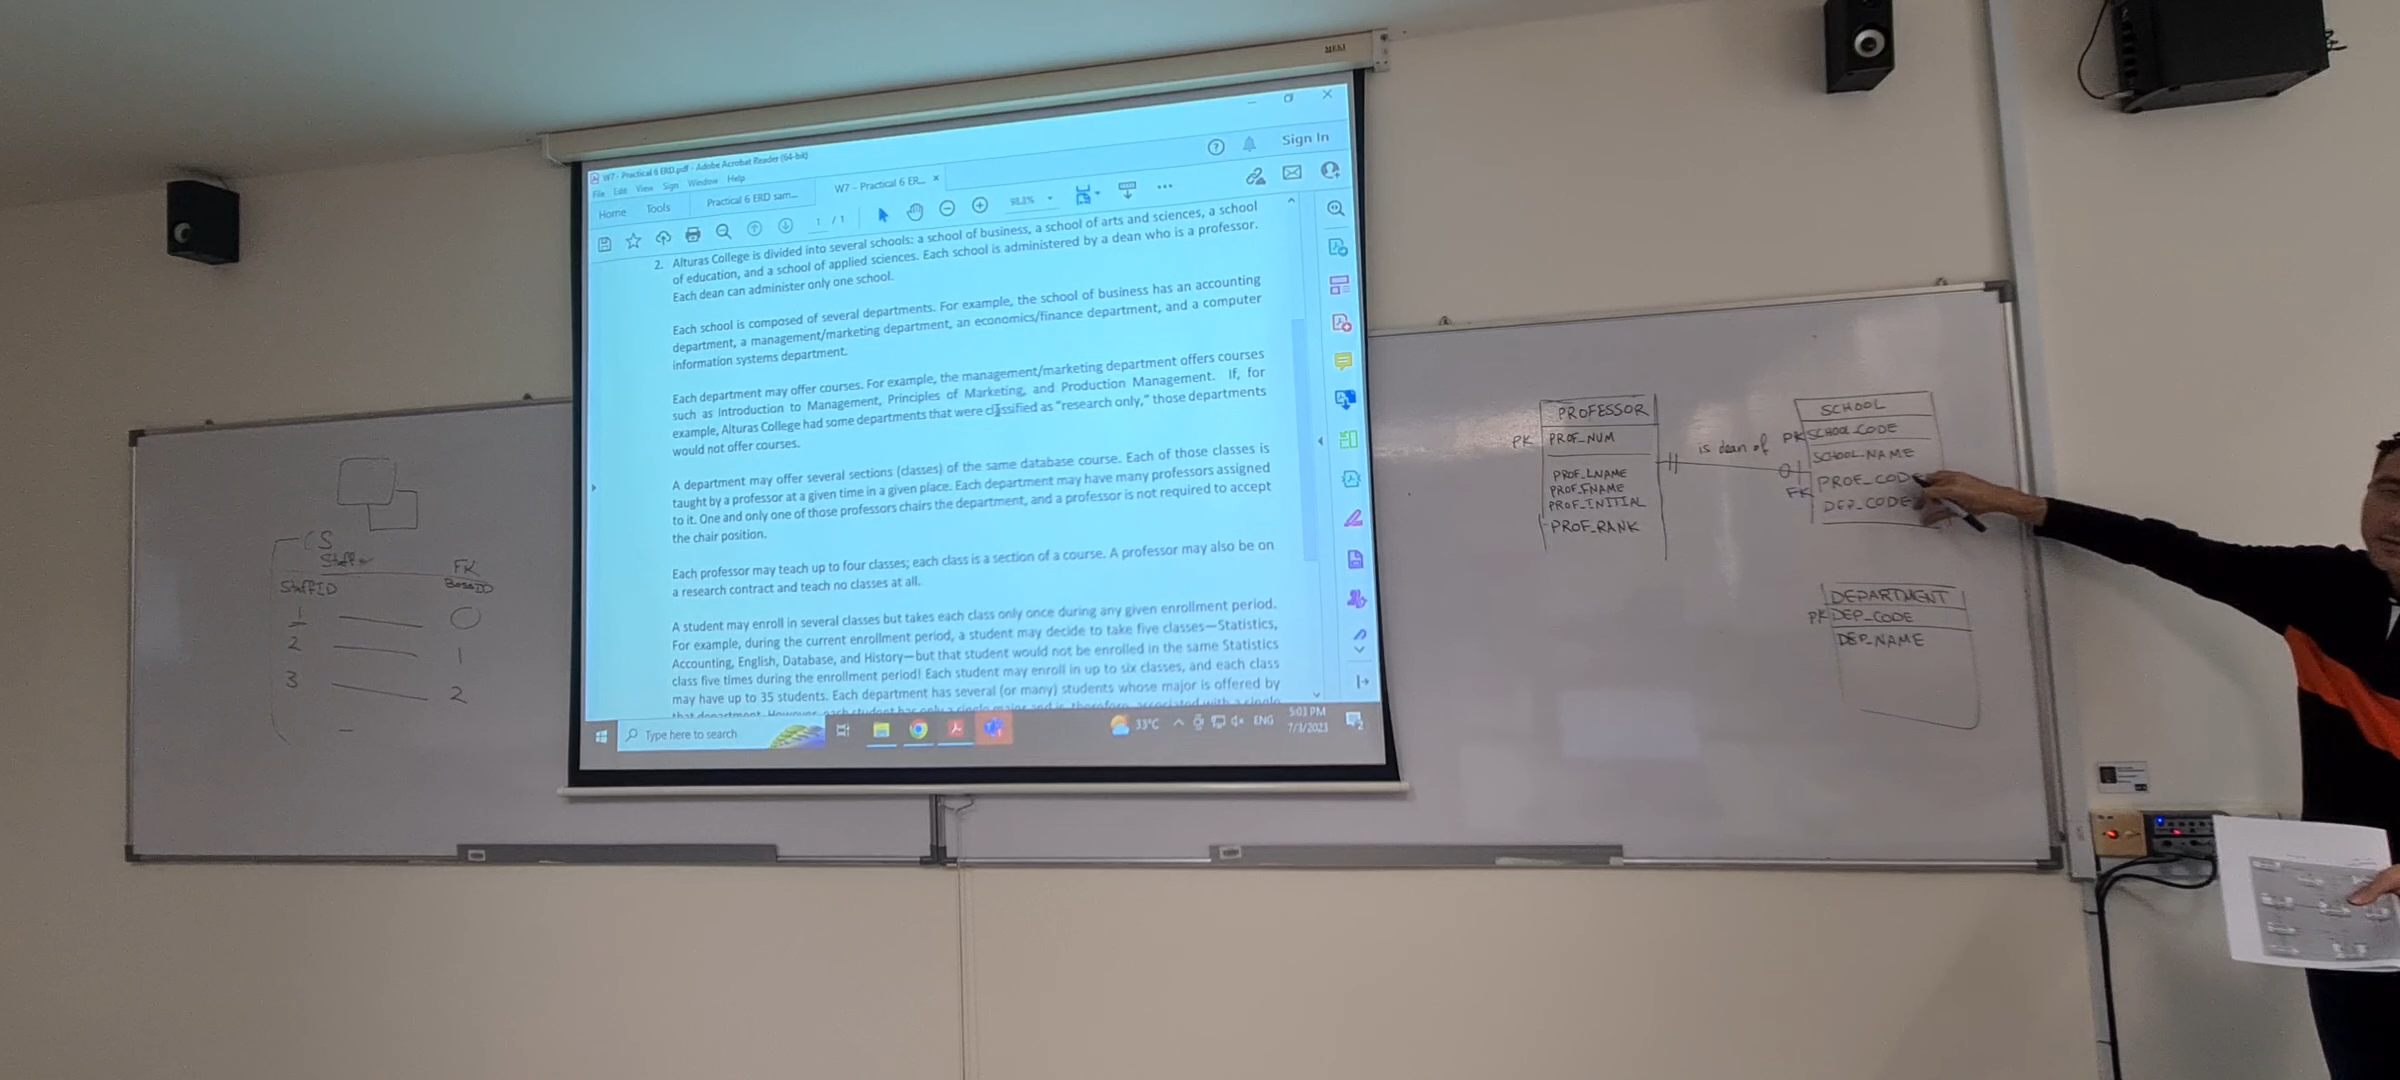 W7 - Practical 6 ERD.pdf - Adobe Acrobat Reader (64-bit)
File Edit View Sign Window Help
Sign In
Home Tools Practical 6 ERD sam... W7 - Practical 6 ER... ×
1 / 1
2. Alturas College is divided into several schools: a school of business, a school of arts and sciences, a school
of education, and a school of applied sciences. Each school is administered by a dean who is a professor.
Each dean can administer only one school.
Each school is composed of several departments. For example, the school of business has an accounting
department, a management/marketing department, an economics/finance department, and a computer
information systems department.
Each department may offer courses. For example, the management/marketing department offers courses
such as Introduction to Management, Principles of Marketing, and Production Management. If, for
example, Alturas College had some departments that were classified as "research only," those departments
would not offer courses.
A department may offer several sections (classes) of the same database course. Each of those classes is
taught by a professor at a given time in a given place. Each department may have many professors assigned
to it. One and only one of those professors chairs the department, and a professor is not required to accept
the chair position.
Each professor may teach up to four classes; each class is a section of a course. A professor may also be on
a research contract and teach no classes at all.
A student may enroll in several classes but takes each class only once during any given enrollment period.
For example, during the current enrollment period, a student may decide to take five classes—Statistics,
Accounting, English, Database, and History—but that student would not be enrolled in the same Statistics
class five times during the enrollment period! Each student may enroll in up to six classes, and each class
may have up to 35 students. Each department has several (or many) students whose major is offered by
that department. However, each student has only a single major and is, therefore, associated with a single
Type here to search
33°C
ENG
5:03 PM
7/3/2023
CS
Staff
FK
StaffID BossID
1 0
2 1
3 2
PROFESSOR
PK PROF_NUM
PROF_LNAME
PROF_FNAME
PROF_INITIAL
PROF_RANK
is dean of
SCHOOL
PK SCHOOL_CODE
SCHOOL_NAME
PROF_CODE
FK
DEP_CODE
DEPARTMENT
PK DEP_CODE
DEP_NAME